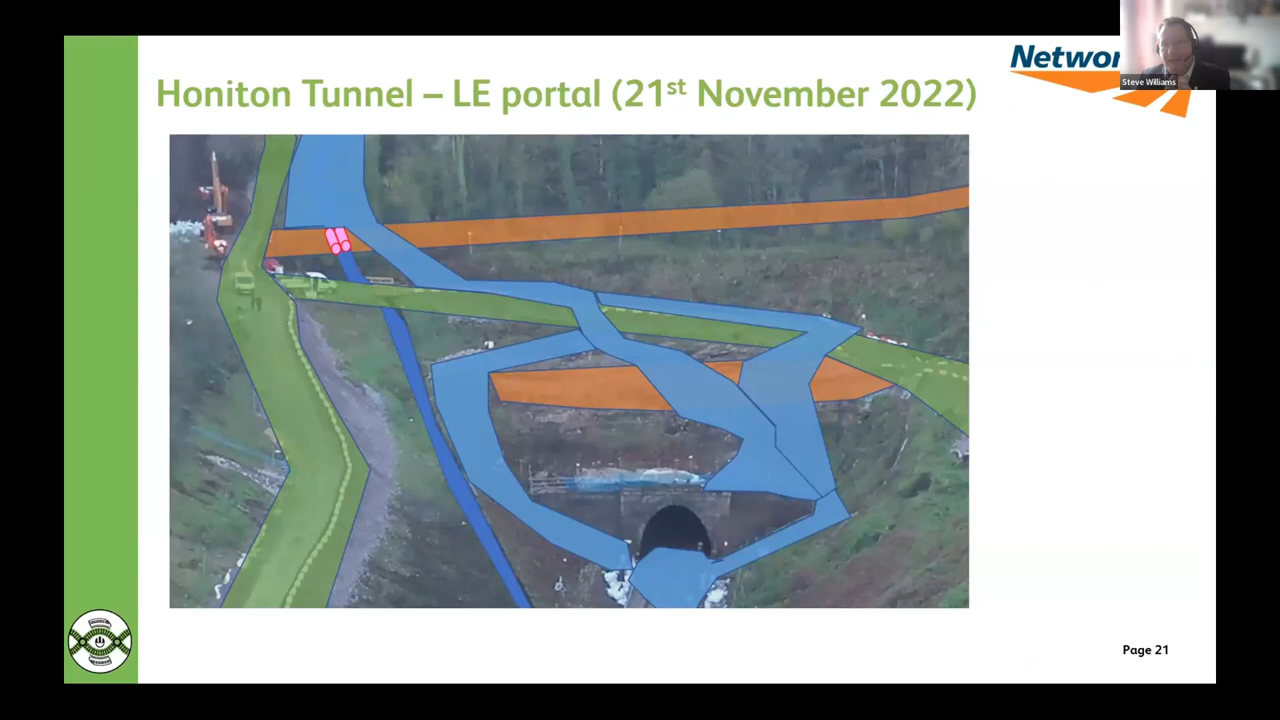 Honiton Tunnel – LE portal (21st November 2022)
Networ
Steve Williams
Page 21